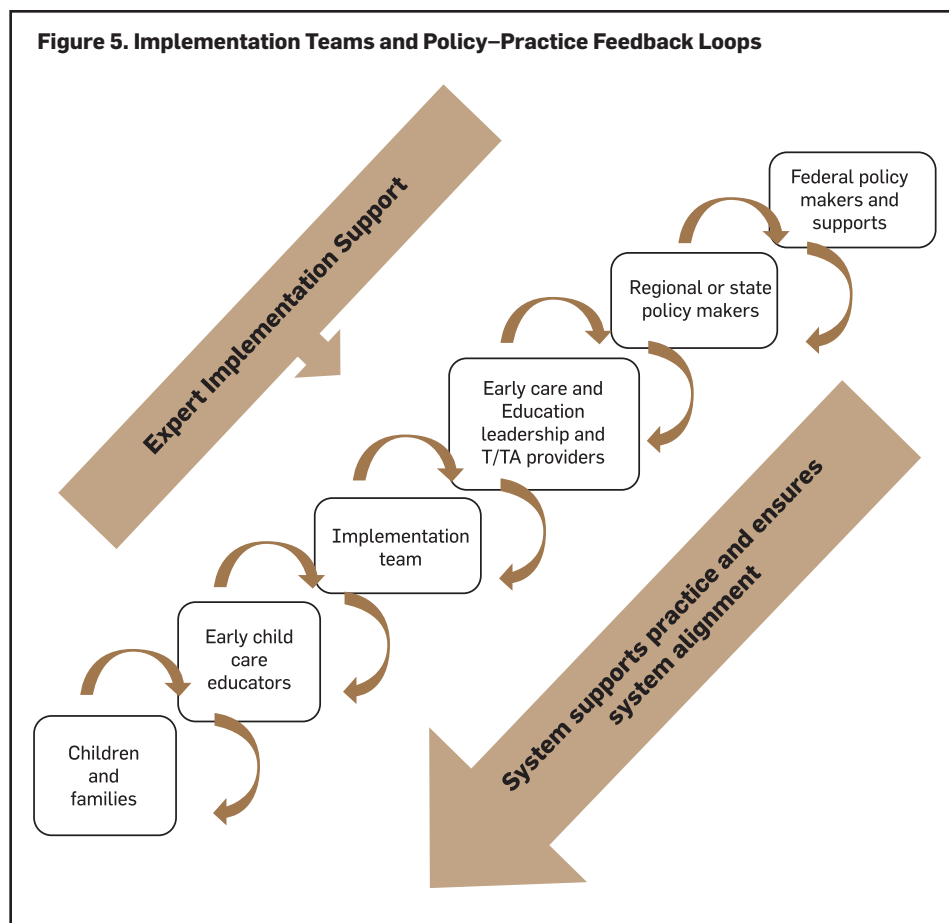 Figure 5. Implementation Teams and Policy–Practice Feedback Loops
Expert Implementation Support
Federal policy
makers and
supports
Regional or state
policy makers
Early care and
Education
leadership and
T/TA providers
Implementation
team
Early child
care
educators
Children
and
families
System supports practice and ensures
system alignment